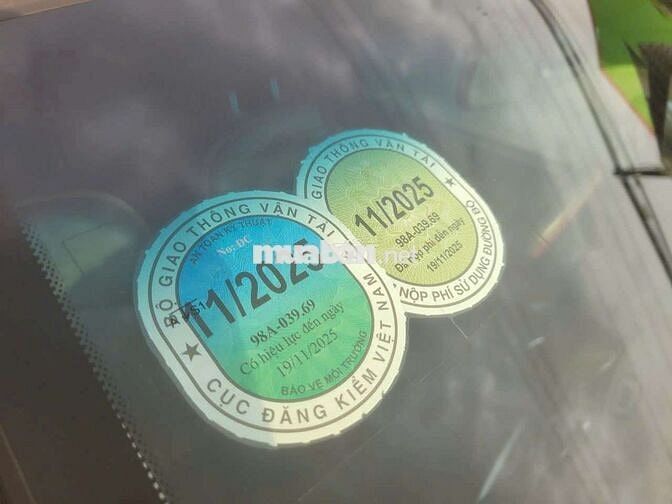 BỘ GIAO THÔNG VẬN TẢI
AN TOÀN KỸ THUẬT
No: DC
11/2025
98A-039.69
Có hiệu lực đến ngày
19/11/2025
BẢO VỆ MÔI TRƯỜNG
★ CỤC ĐĂNG KIỂM VIỆT NAM
GIAO THÔNG VẬN TẢI
11/2025
98A-039.69
Đã nộp phí đến ngày
19/11/2025
NỘP PHÍ SỬ DỤNG ĐƯỜNG BỘ
muaban.net